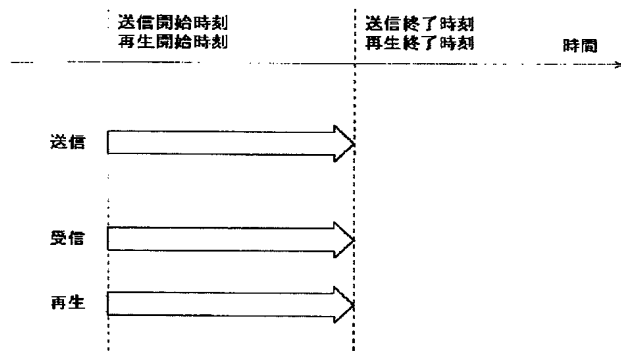 送信開始時刻
再生開始時刻
送信終了時刻
再生終了時刻
時間
送信
受信
再生